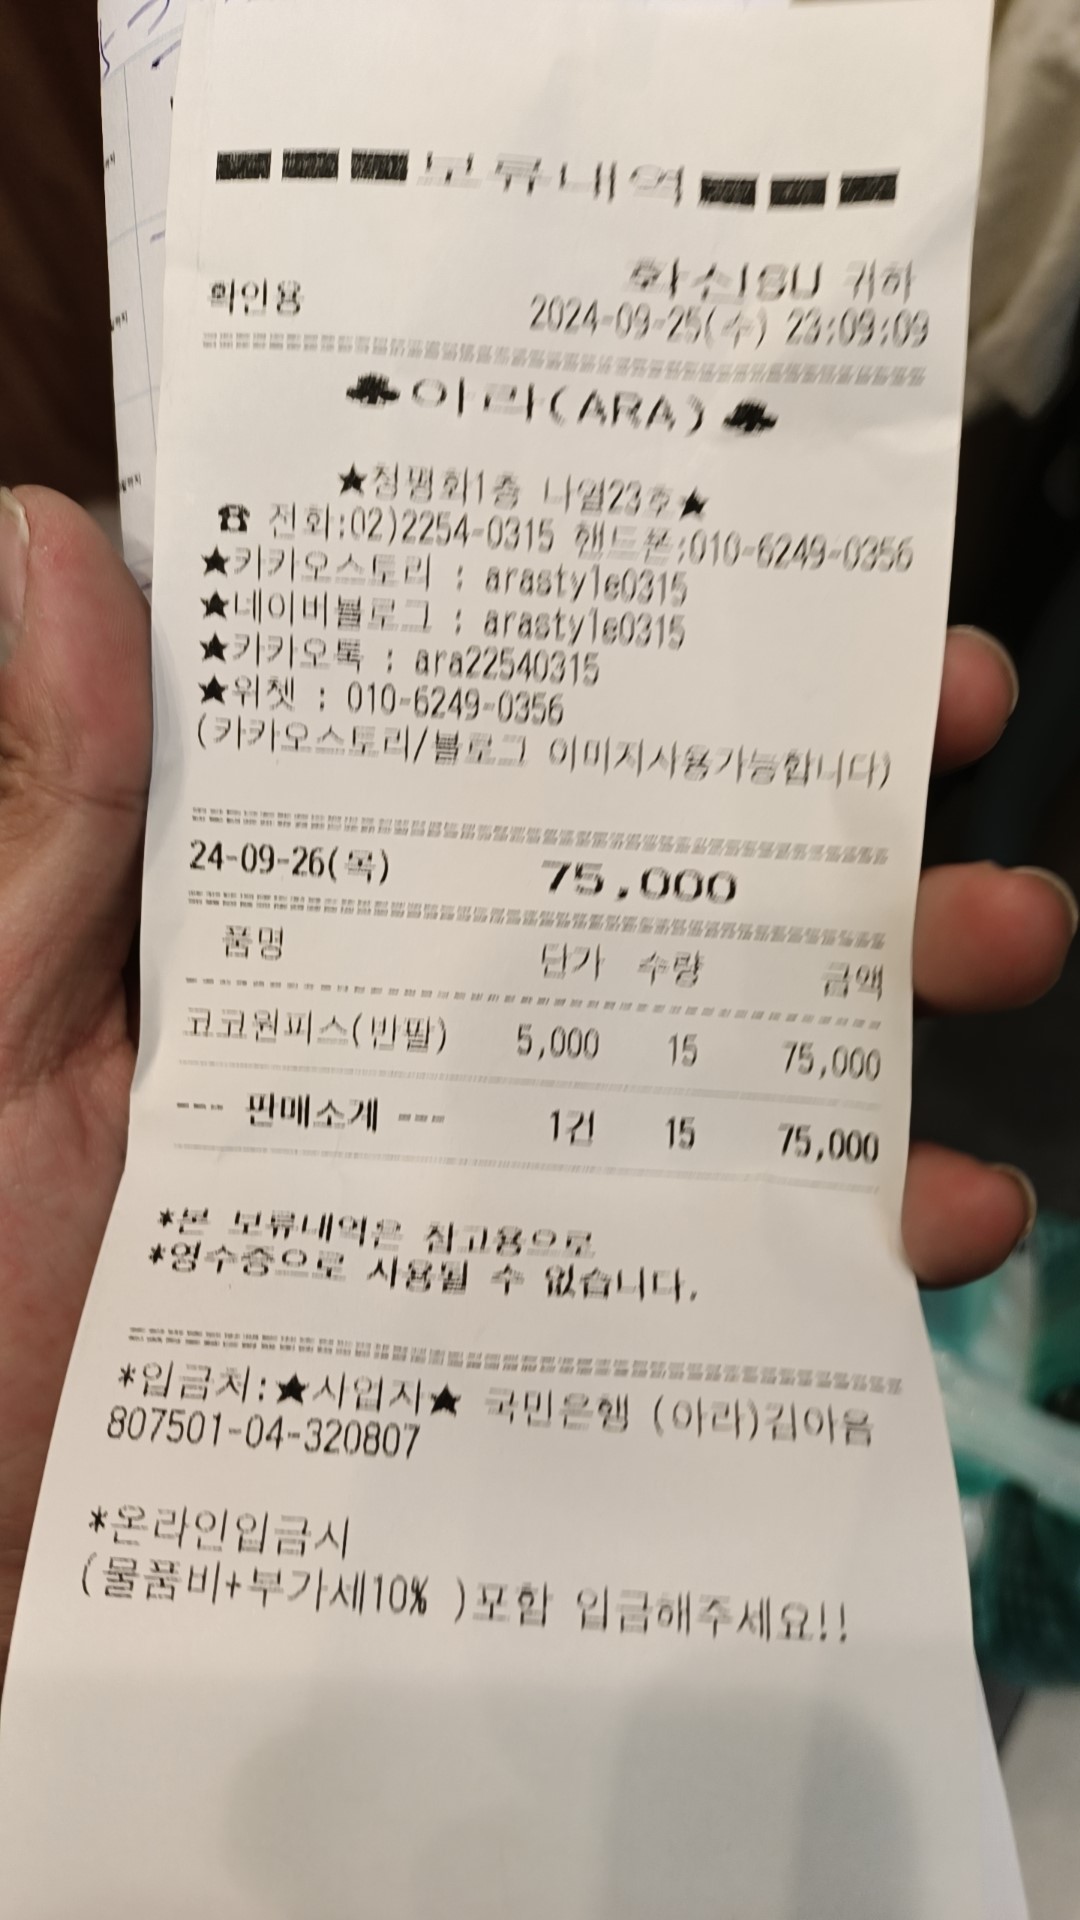 ■■■보류내역■■■
화신SU 귀하
확인용 2024-09-25(수) 23:09:09
♣아라(ARA)♣
★청평화1층 나열23호★
☎ 전화:02)2254-0315 핸드폰:010-6249-0356
★카카오스토리 : arastyle0315
★네이버블로그 : arastyle0315
★카카오톡 : ara22540315
★위쳇 : 010-6249-0356
(카카오스토리/블로그 이미지사용가능합니다)
24-09-26(목) 75,000
품명 단가 수량 금액
코코원피스(반팔) 5,000 15 75,000
--- 판매소계 --- 1건 15 75,000
*본 보류내역은 참고용으로
*영수증으로 사용될 수 없습니다.
*입금처:★사업자★ 국민은행 (아라)김아음
807501-04-320807
*온라인입금시
(물품비+부가세10% )포함 입금해주세요!!